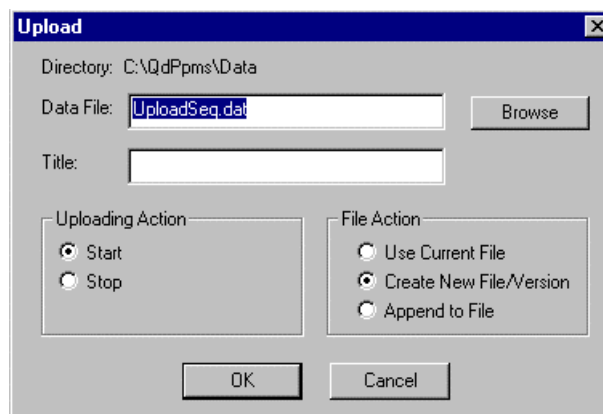 Upload
Directory: C:\QdPpms\Data
Data File: UploadSeq.dat Browse
Title:
Uploading Action File Action
Start Use Current File
Stop Create New File/Version
Append to File
OK Cancel